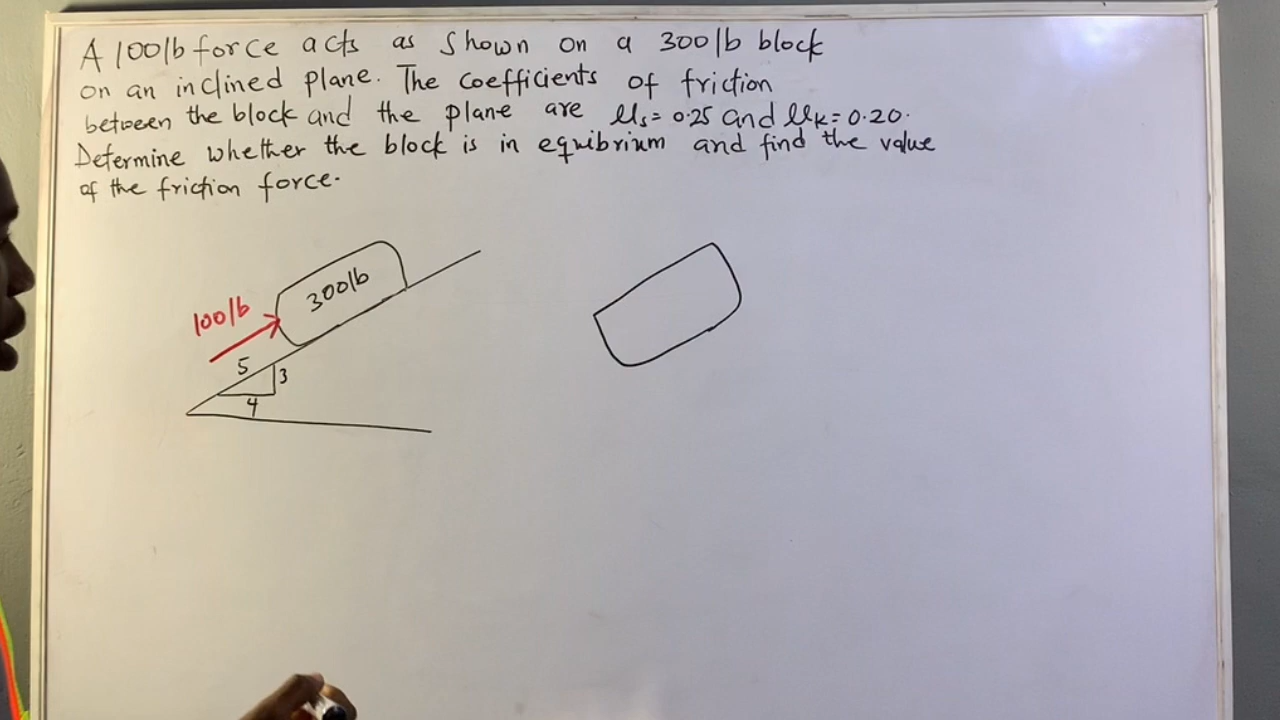 A 100lb force acts as shown on a 300lb block
on an inclined plane. The coefficients of friction
between the block and the plane are μs= 0.25 and μk= 0.20.
Determine whether the block is in equibrium and find the value
of the friction force.
300lb
100lb
5
3
4